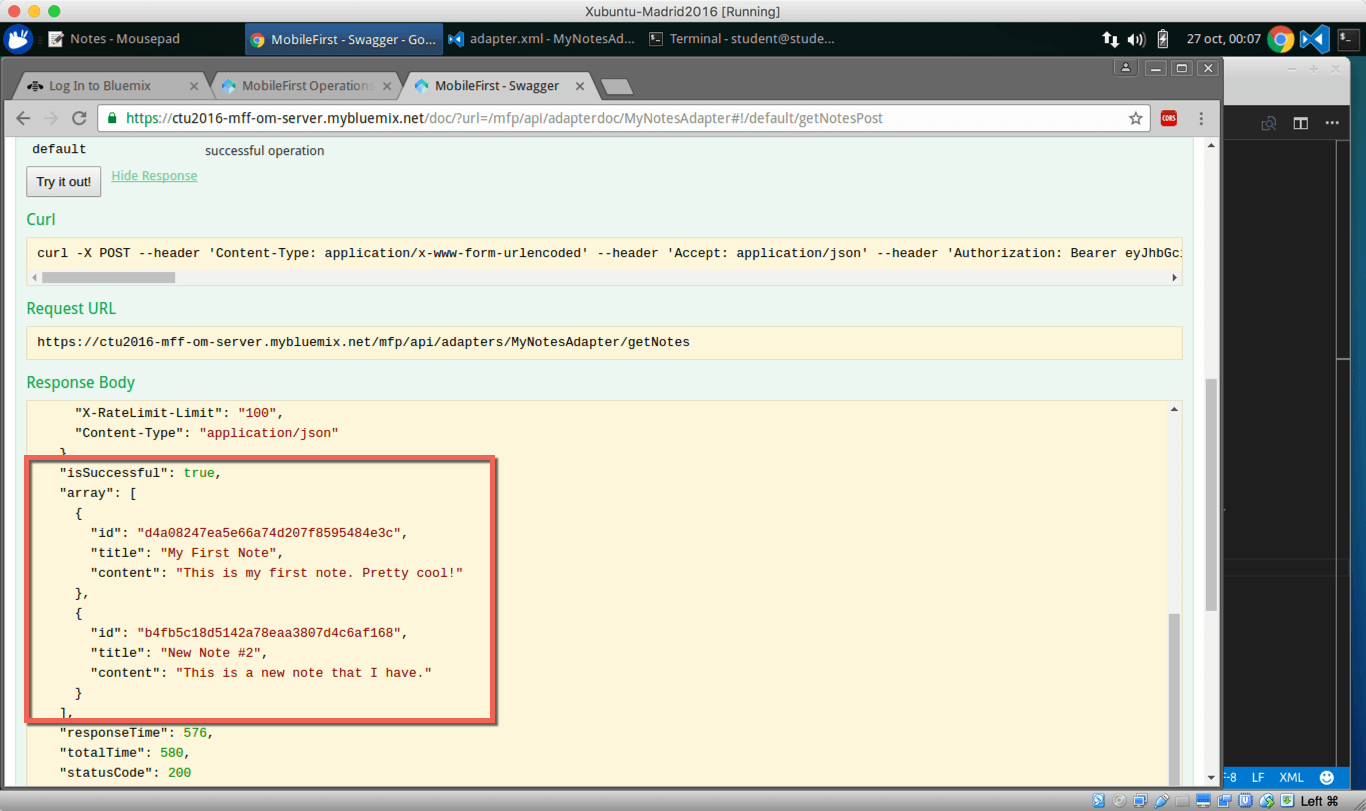 Xubuntu-Madrid2016 [Running]
Notes - Mousepad
MobileFirst - Swagger - Go...
adapter.xml - MyNotesAd...
Terminal - student@stude...
27 oct, 00:07
Log In to Bluemix
MobileFirst Operations
MobileFirst - Swagger
https://ctu2016-mff-om-server.mybluemix.net/doc/?url=/mfp/api/adapterdoc/MyNotesAdapter#!/default/getNotesPost
CORS
default
successful operation
Try it out!
Hide Response
Curl
curl -X POST --header 'Content-Type: application/x-www-form-urlencoded' --header 'Accept: application/json' --header 'Authorization: Bearer eyJhbGci
Request URL
https://ctu2016-mff-om-server.mybluemix.net/mfp/api/adapters/MyNotesAdapter/getNotes
Response Body
"X-RateLimit-Limit": "100",
"Content-Type": "application/json"
}
"isSuccessful": true,
"array": [
{
"id": "d4a08247ea5e66a74d207f8595484e3c",
"title": "My First Note",
"content": "This is my first note. Pretty cool!"
},
{
"id": "b4fb5c18d5142a78eaa3807d4c6af168",
"title": "New Note #2",
"content": "This is a new note that I have."
}
],
"responseTime": 576,
"totalTime": 580,
"statusCode": 200
F-8
LF
XML
Left ⌘